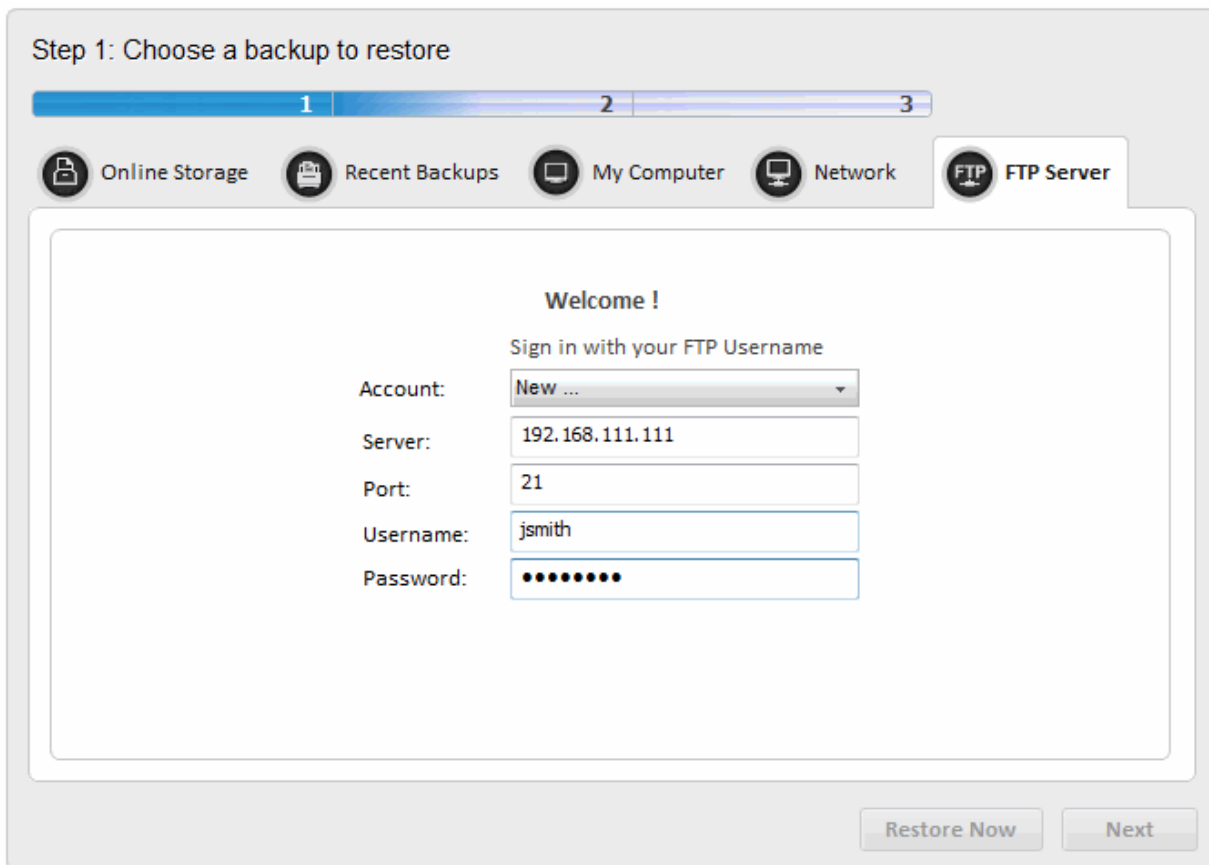 Step 1: Choose a backup to restore
1 2 3
Online Storage Recent Backups My Computer Network FTP FTP Server
Welcome !
Sign in with your FTP Username
Account: New ...
Server: 192.168.111.111
Port: 21
Username: jsmith
Password: ••••••••
Restore Now Next